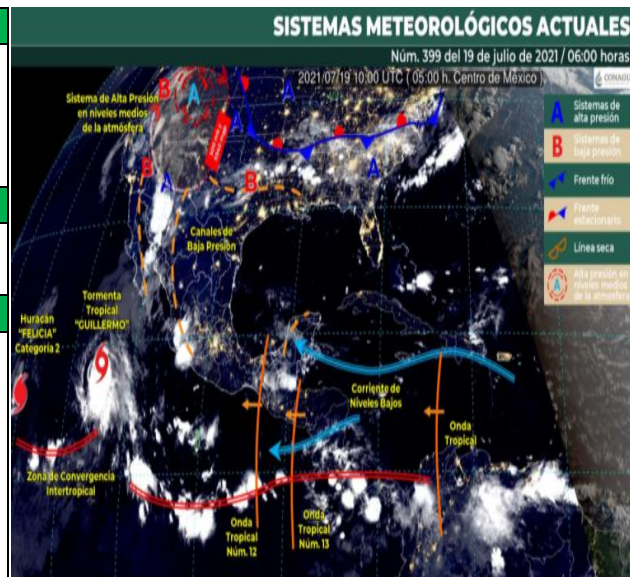 SISTEMAS METEOROLÓGICOS ACTUALES
Núm. 399 del 19 de julio de 2021 / 06:00 horas
2021/07/19 10:00 UTC ( 05:00 h. Centro de México )
CONAGUA
Sistema de Alta Presión
en niveles medios
de la atmósfera
B
A
A
A
B
A
B
A
A
Sistemas de
alta presión
B
Sistemas de
baja presión
Frente frío
Frente
estacionario
Línea seca
A
Alta presión en
niveles medios
de la atmósfera
Canales de
Baja Presión
Tormenta
Tropical
"GUILLERMO"
Huracán
"FELICIA"
Categoría 2
Corriente de
Niveles Bajos
Onda
Tropical
Zona de Convergencia
Intertropical
Onda
Tropical
Núm. 12
Onda
Tropical
Núm. 13